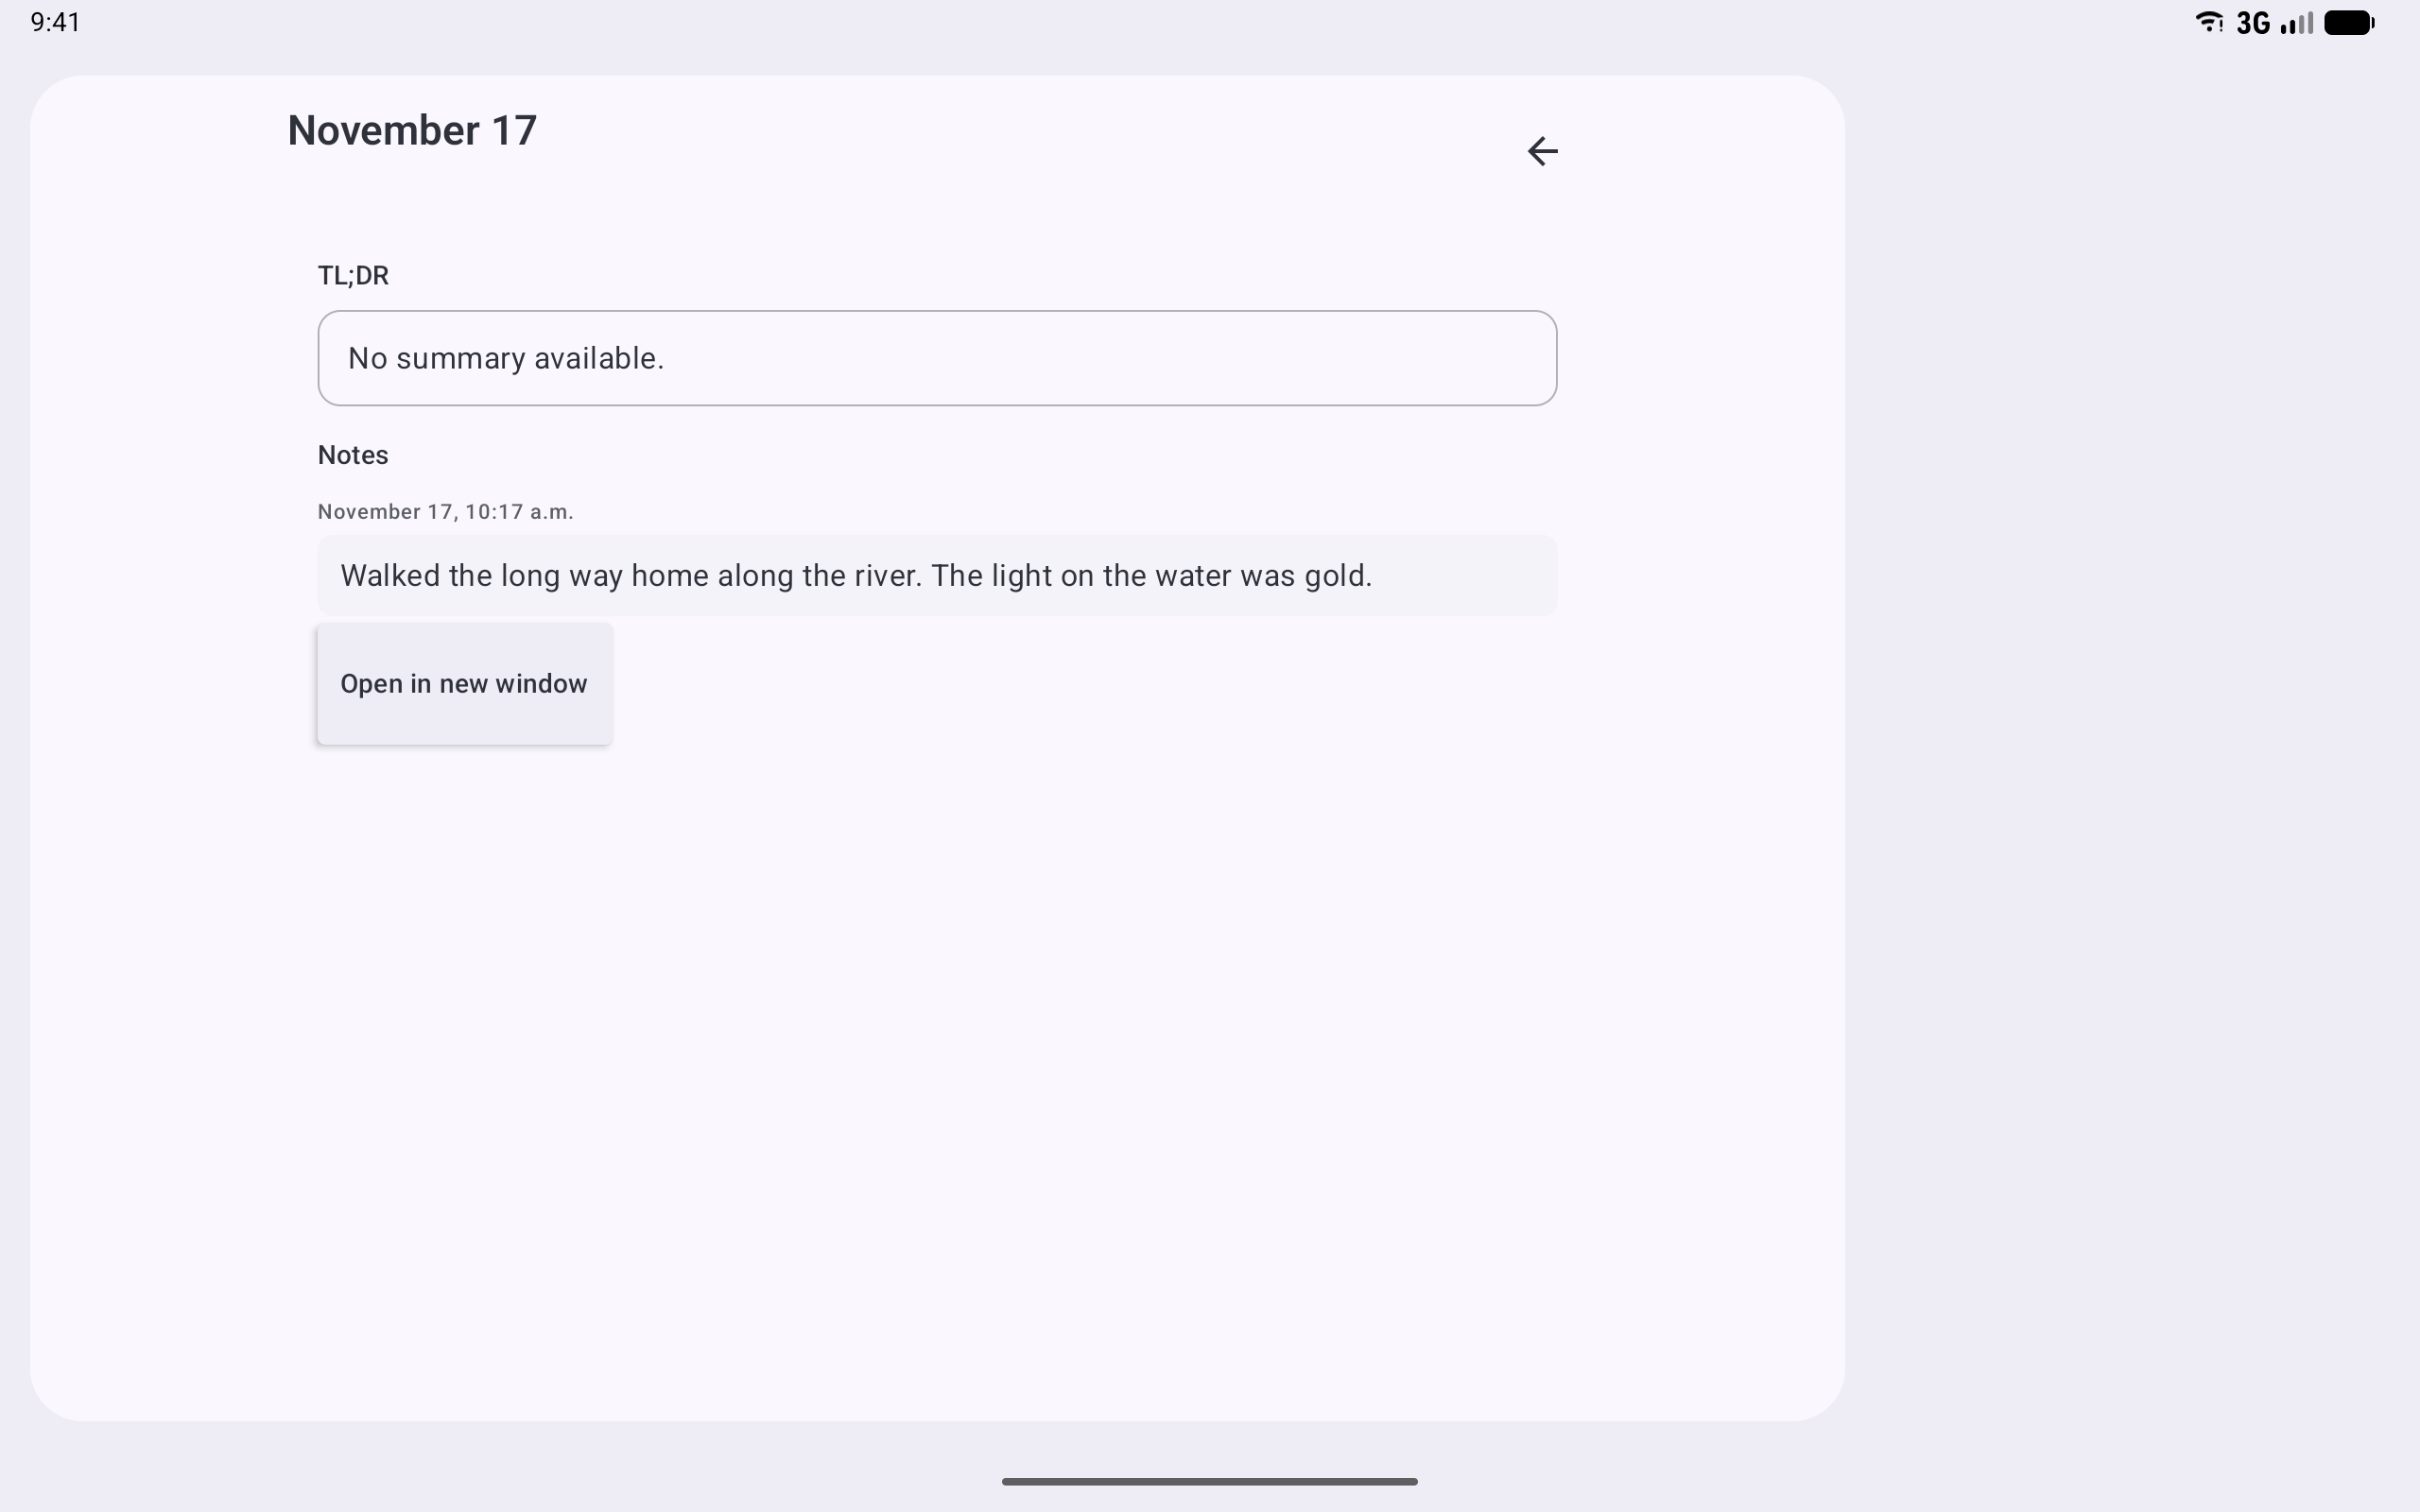 9:41
3G
November 17
TL;DR
No summary available.
Notes
November 17, 10:17 a.m.
Walked the long way home along the river. The light on the water was gold.
Open in new window